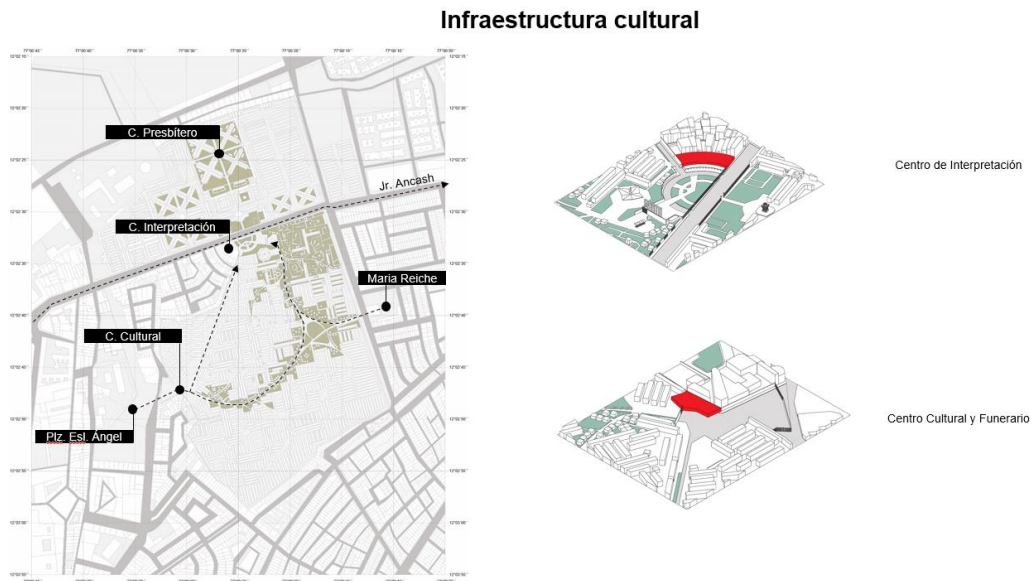 Infraestructura cultural
C. Presbítero
Jr. Ancash
C. Interpretación
Maria Reiche
C. Cultural
Plz. Esl. Ángel
Centro de Interpretación
Centro Cultural y Funerario